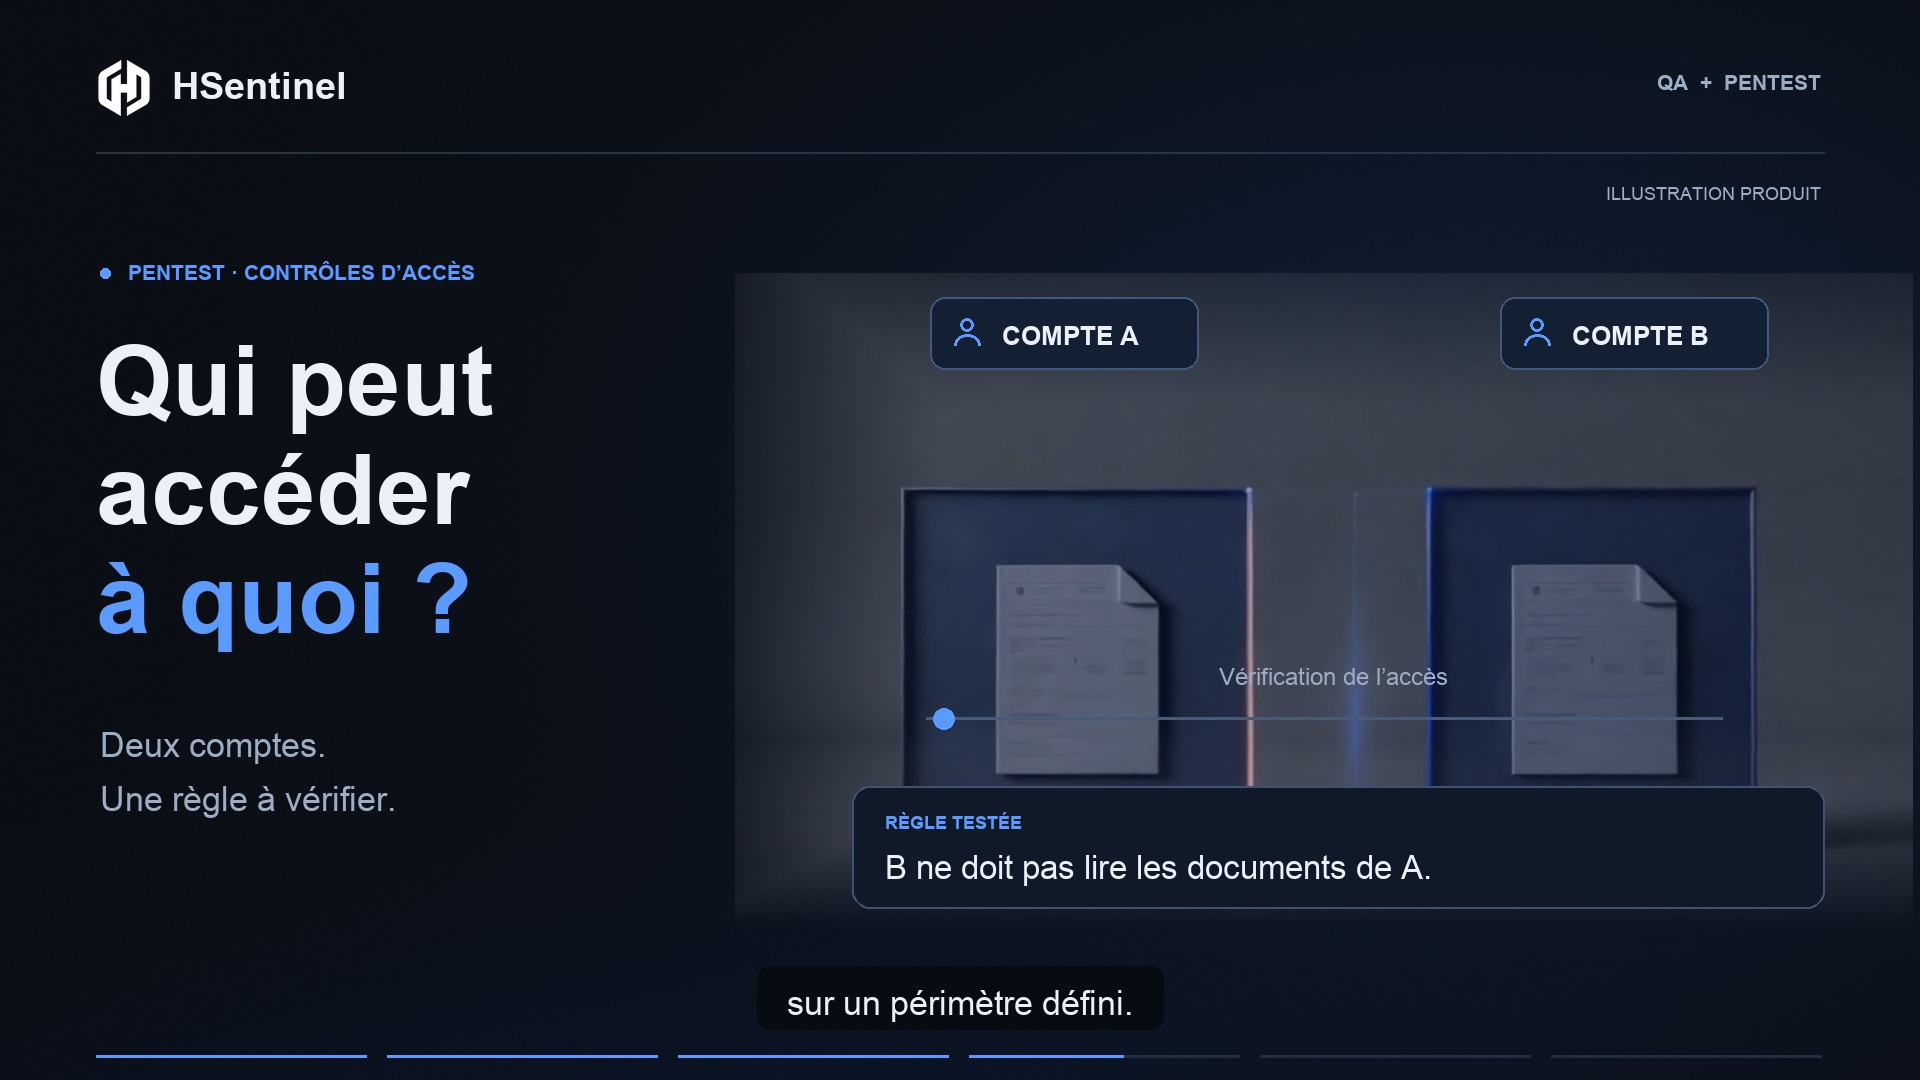 HSentinel
QA + PENTEST
ILLUSTRATION PRODUIT
PENTEST · CONTRÔLES D’ACCÈS
Qui peut
accéder
à quoi ?
Deux comptes.
Une règle à vérifier.
COMPTE A
COMPTE B
Vérification de l’accès
RÈGLE TESTÉE
B ne doit pas lire les documents de A.
sur un périmètre défini.